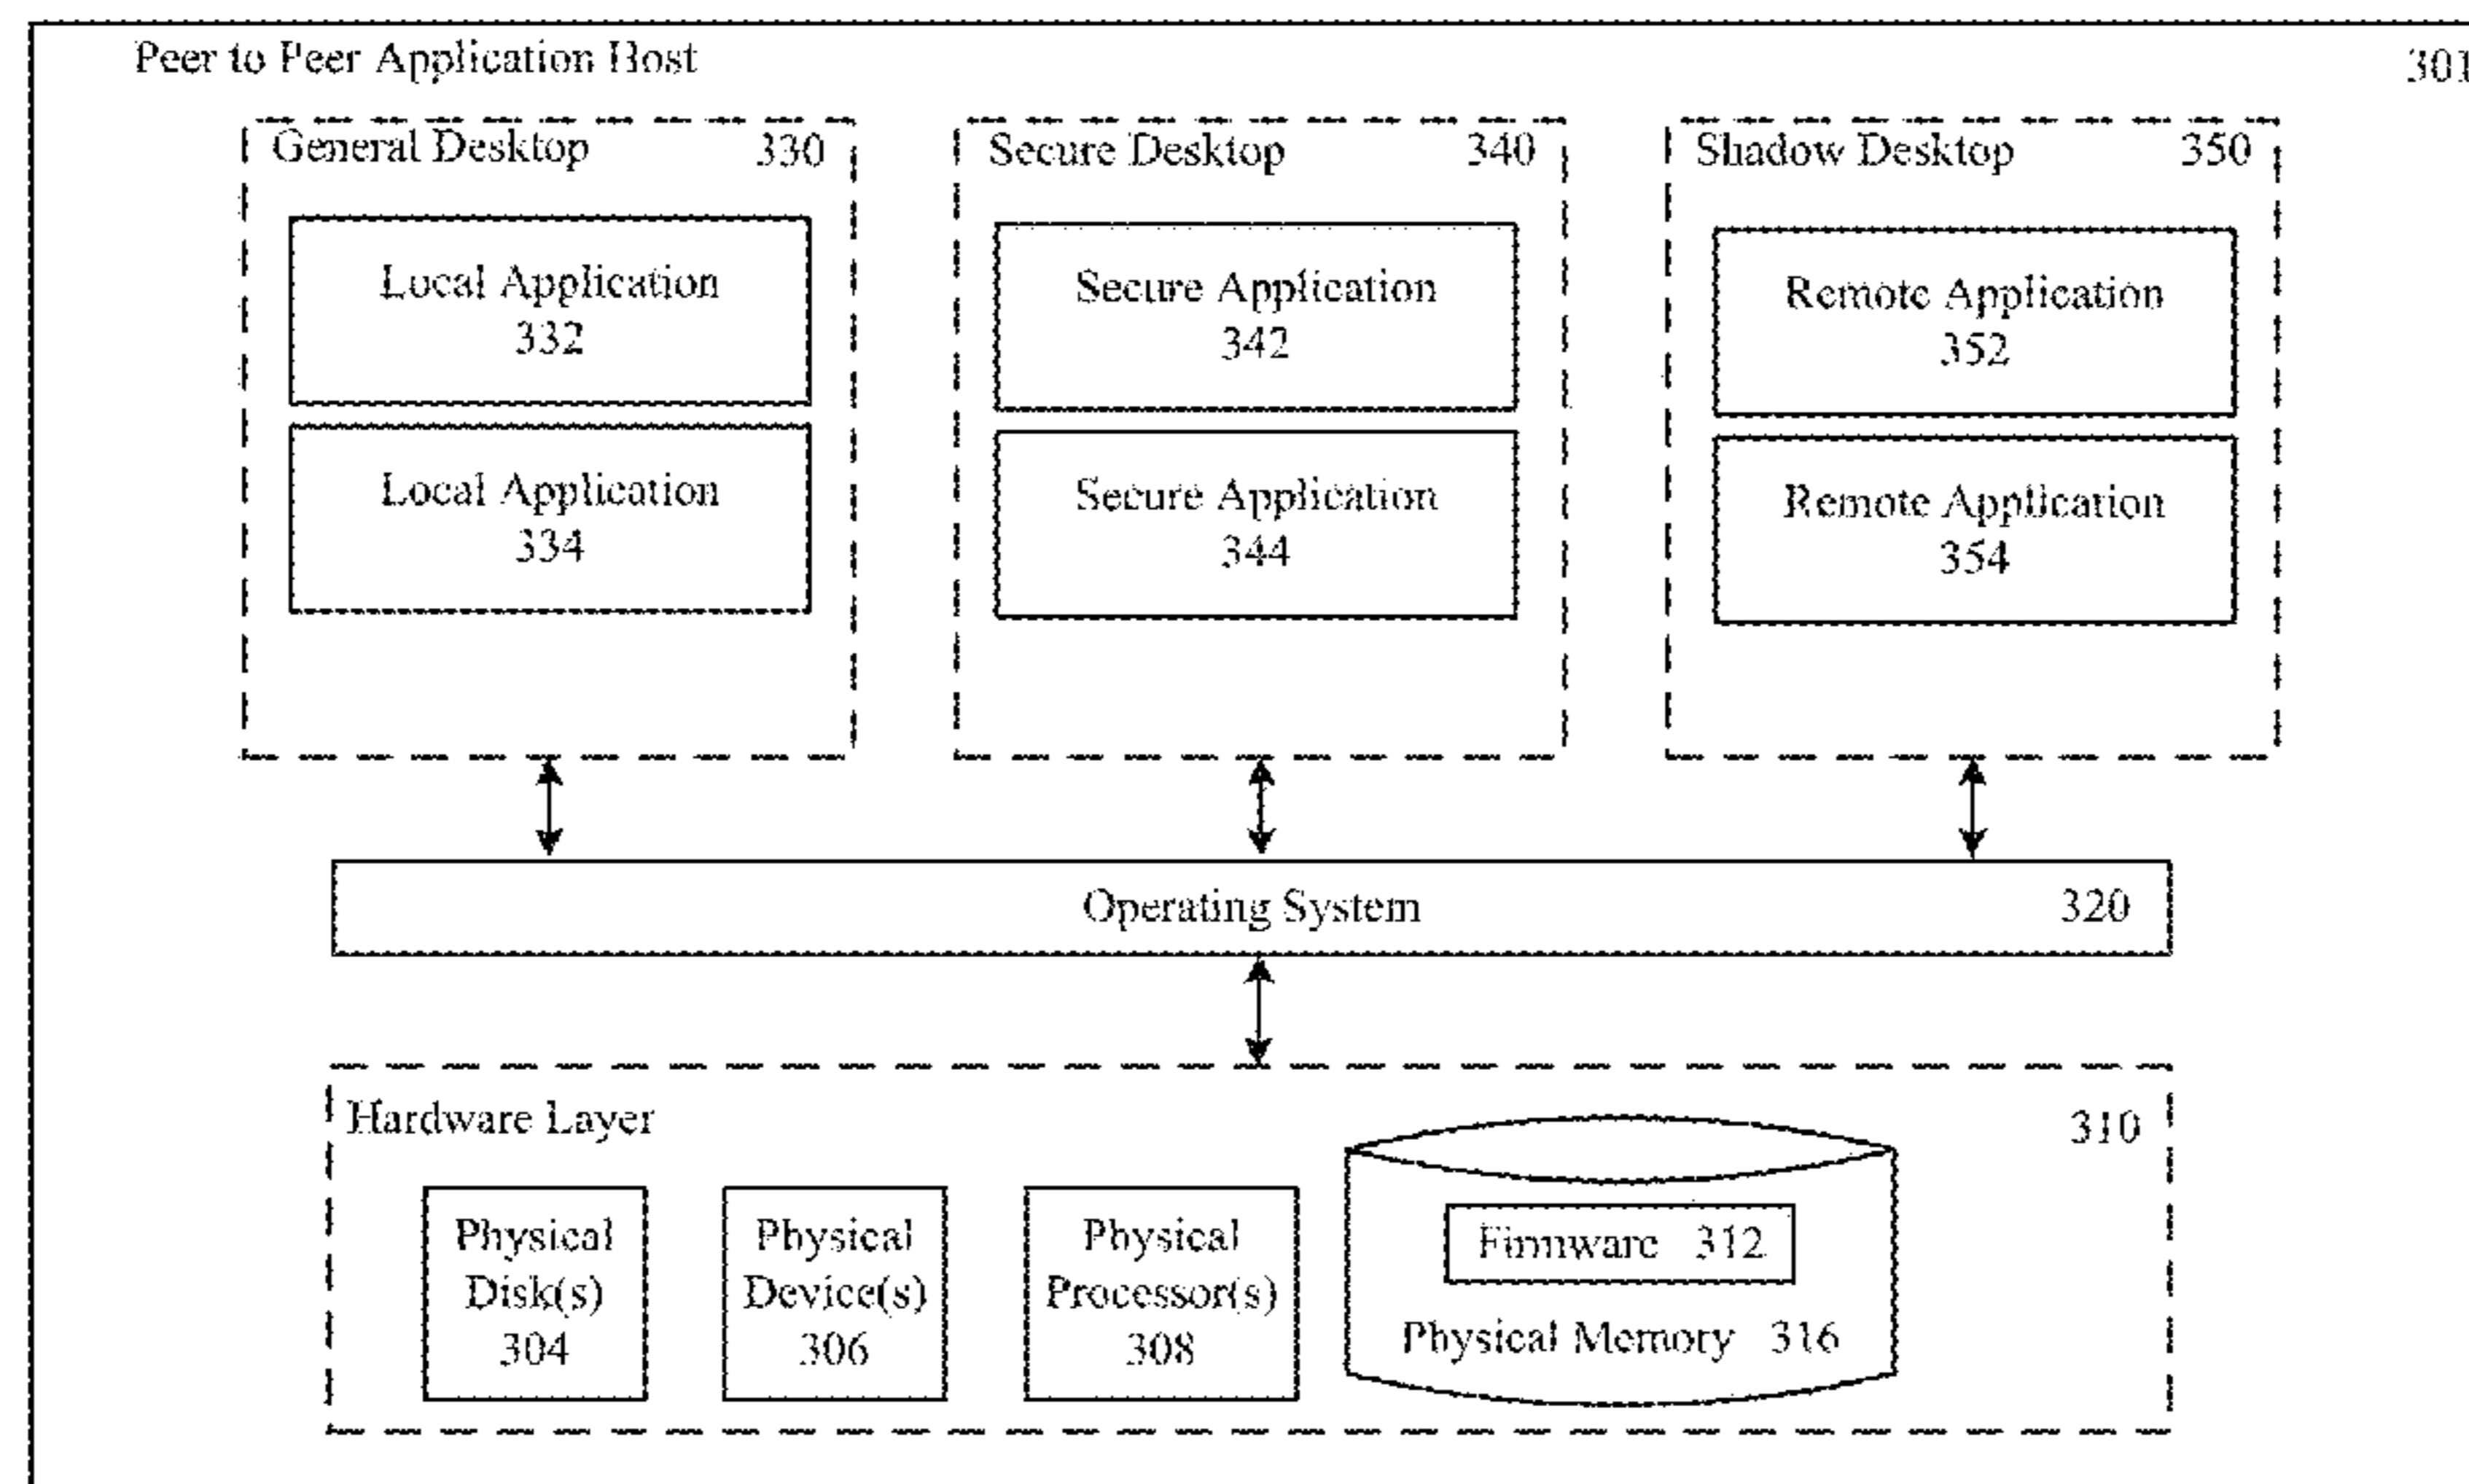 Peer to Peer Application Host 301
General Desktop 330
Local Application
332
Local Application
334
Secure Desktop 340
Secure Application
342
Secure Application
344
Shadow Desktop 350
Remote Application
352
Remote Application
354
Operating System 320
Hardware Layer 310
Physical
Disk(s)
304
Physical
Device(s)
306
Physical
Processor(s)
308
Firmware 312
Physical Memory 316